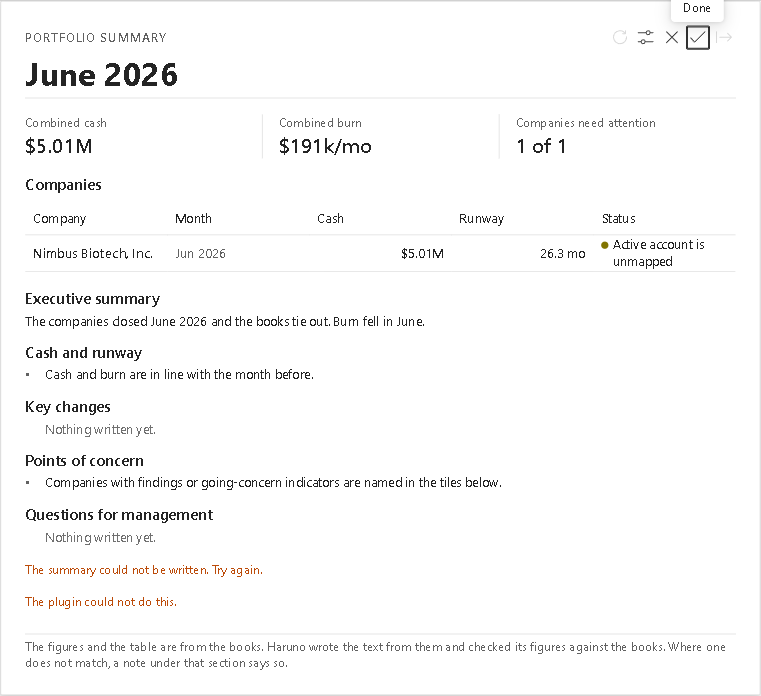 Done
PORTFOLIO SUMMARY
June 2026
Combined cash
$5.01M
Combined burn
$191k/mo
Companies need attention
1 of 1
Companies
Company Month Cash Runway Status
Nimbus Biotech, Inc. Jun 2026 $5.01M 26.3 mo Active account is
unmapped
Executive summary
The companies closed June 2026 and the books tie out. Burn fell in June.
Cash and runway
• Cash and burn are in line with the month before.
Key changes
Nothing written yet.
Points of concern
• Companies with findings or going-concern indicators are named in the tiles below.
Questions for management
Nothing written yet.
The summary could not be written. Try again.
The plugin could not do this.
The figures and the table are from the books. Haruno wrote the text from them and checked its figures against the books. Where one
does not match, a note under that section says so.